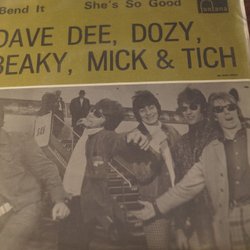 Bend It She's So Good
fontana
DAVE DEE, DOZY,
BEAKY, MICK & TICH